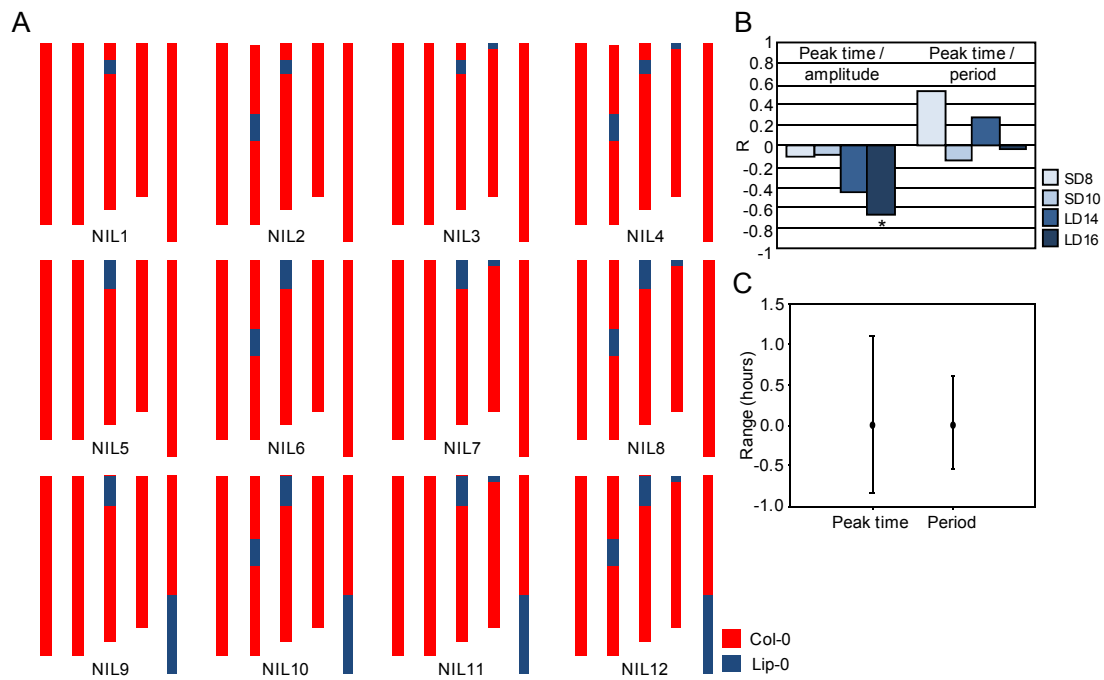 A
NIL1
NIL2
NIL3
NIL4
NIL5
NIL6
NIL7
NIL8
NIL9
NIL10
NIL11
NIL12
Col-0
Lip-0
B
Peak time /
amplitude
Peak time /
period
1
0.8
0.6
0.4
0.2
0
-0.2
-0.4
-0.6
-0.8
-1
R
*
SD8
SD10
LD14
LD16
C
1.5
1.0
0.5
0.0
-0.5
-1.0
Range (hours)
Peak time
Period